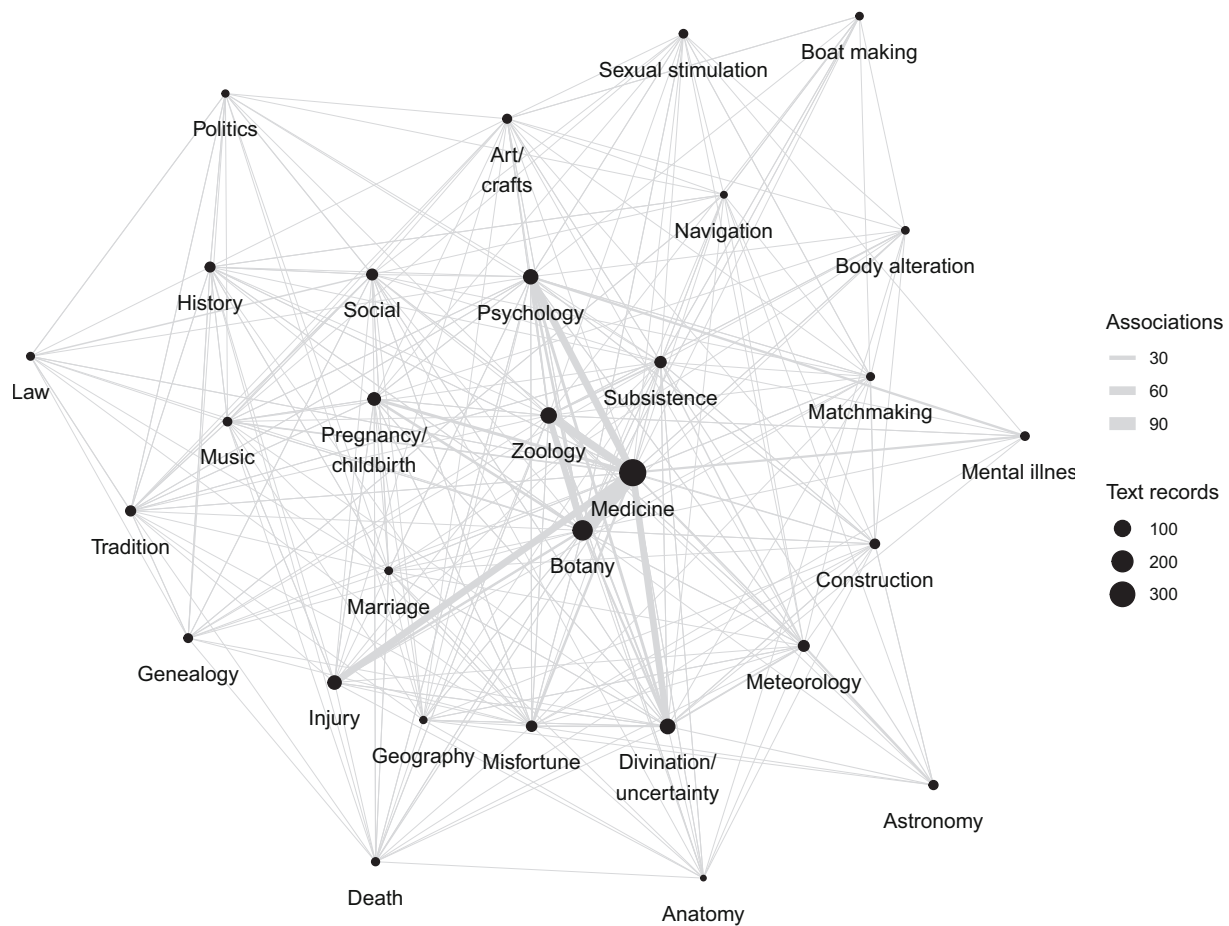 Boat making
Sexual stimulation
Politics
Art/
crafts
Navigation
Body alteration
History
Social
Psychology
Law
Subsistence
Matchmaking
Pregnancy/
childbirth
Music
Zoology
Mental illnes
Medicine
Tradition
Botany
Construction
Marriage
Genealogy
Meteorology
Injury
Geography
Misfortune
Divination/
uncertainty
Astronomy
Death
Anatomy
Associations
30
60
90
Text records
100
200
300